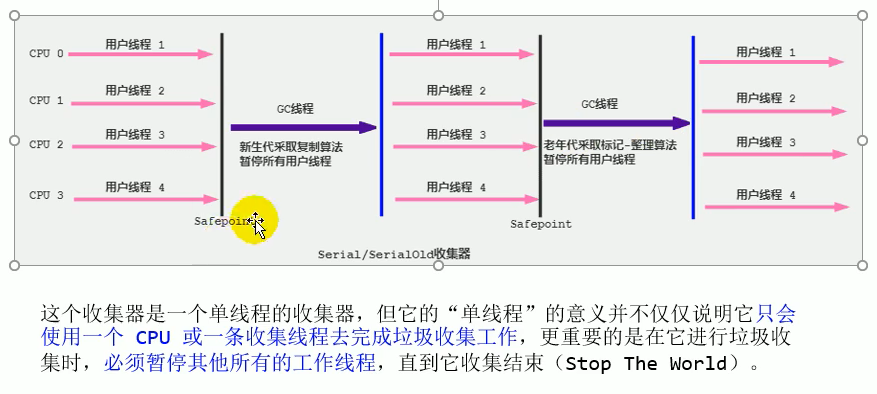 用户线程 1 用户线程 1 用户线程 1
CPU 0
CPU 1 用户线程 2 GC线程 用户线程 2 GC线程 用户线程 2
CPU 2 用户线程 3 新生代采取复制算法 用户线程 3 老年代采取标记-整理算法 用户线程 3
暂停所有用户线程 暂停所有用户线程
CPU 3 用户线程 4 用户线程 4 用户线程 4
Safepoint Safepoint
Serial/SerialOld收集器
这个收集器是一个单线程的收集器，但它的“单线程”的意义并不仅仅说明它只会
使用一个 CPU 或一条收集线程去完成垃圾收集工作，更重要的是在它进行垃圾收
集时，必须暂停其他所有的工作线程，直到它收集结束（Stop The World）。